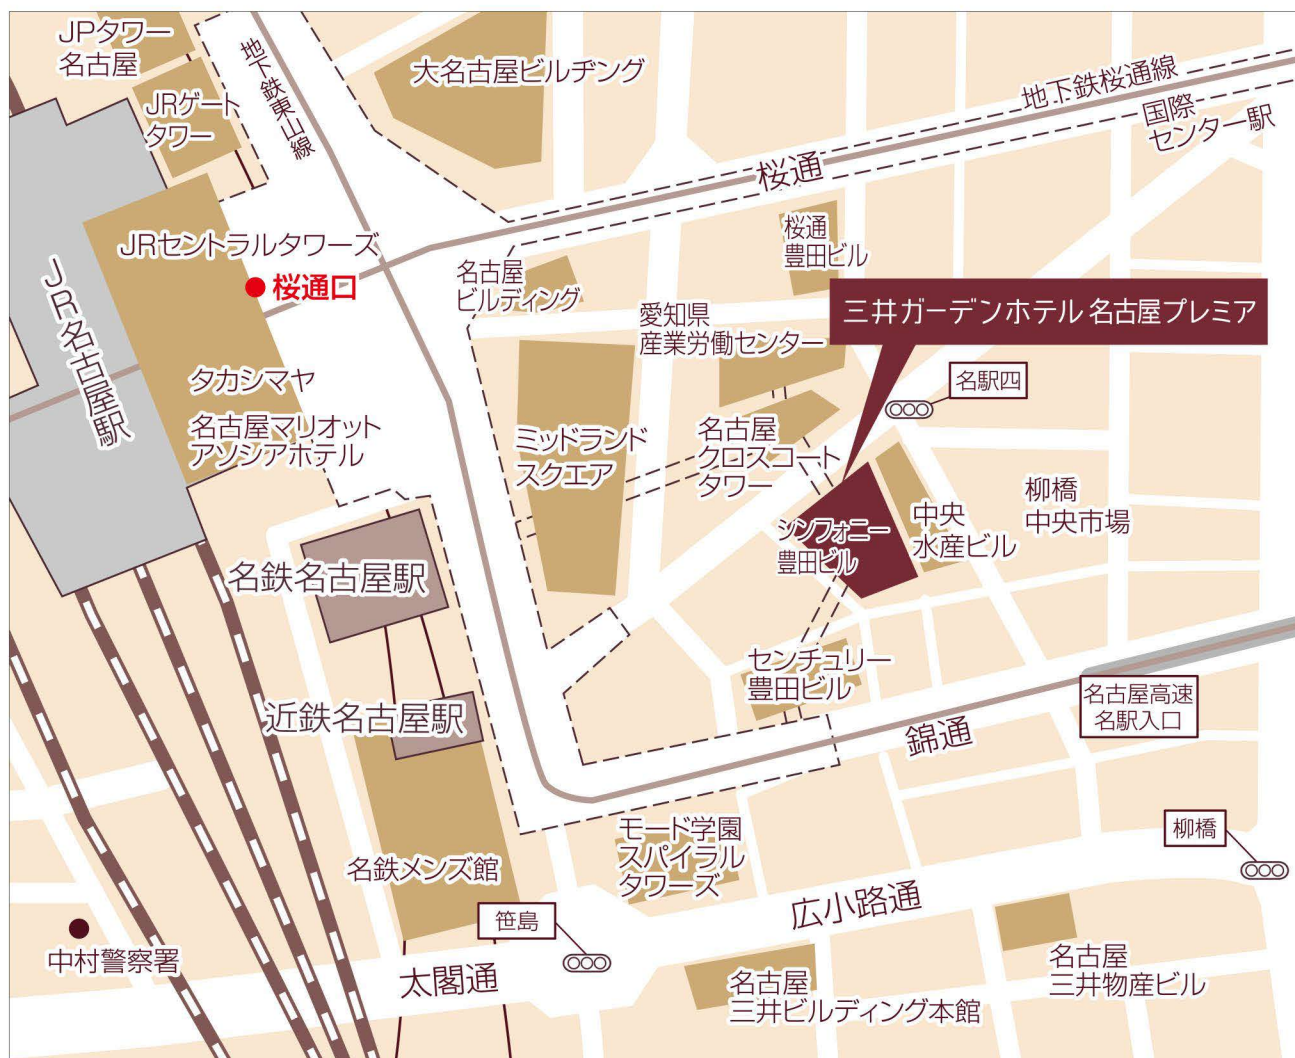 JPタワー
名古屋
JRゲート
タワー
地下鉄東山線
大名古屋ビルヂング
地下鉄桜通線
国際
センター駅
桜通
JRセントラルタワーズ
桜通口
名古屋
ビルディング
桜通
豊田ビル
愛知県
産業労働センター
三井ガーデンホテル 名古屋プレミア
JR名古屋駅
タカシマヤ
名古屋マリオット
アソシアホテル
ミッドランド
スクエア
名古屋
クロスコート
タワー
名駅四
シンフォニー
豊田ビル
中央
水産ビル
柳橋
中央市場
名鉄名古屋駅
近鉄名古屋駅
センチュリー
豊田ビル
名古屋高速
名駅入口
錦通
名鉄メンズ館
モード学園
スパイラル
タワーズ
柳橋
笹島
広小路通
中村警察署
太閤通
名古屋
三井ビルディング本館
名古屋
三井物産ビル